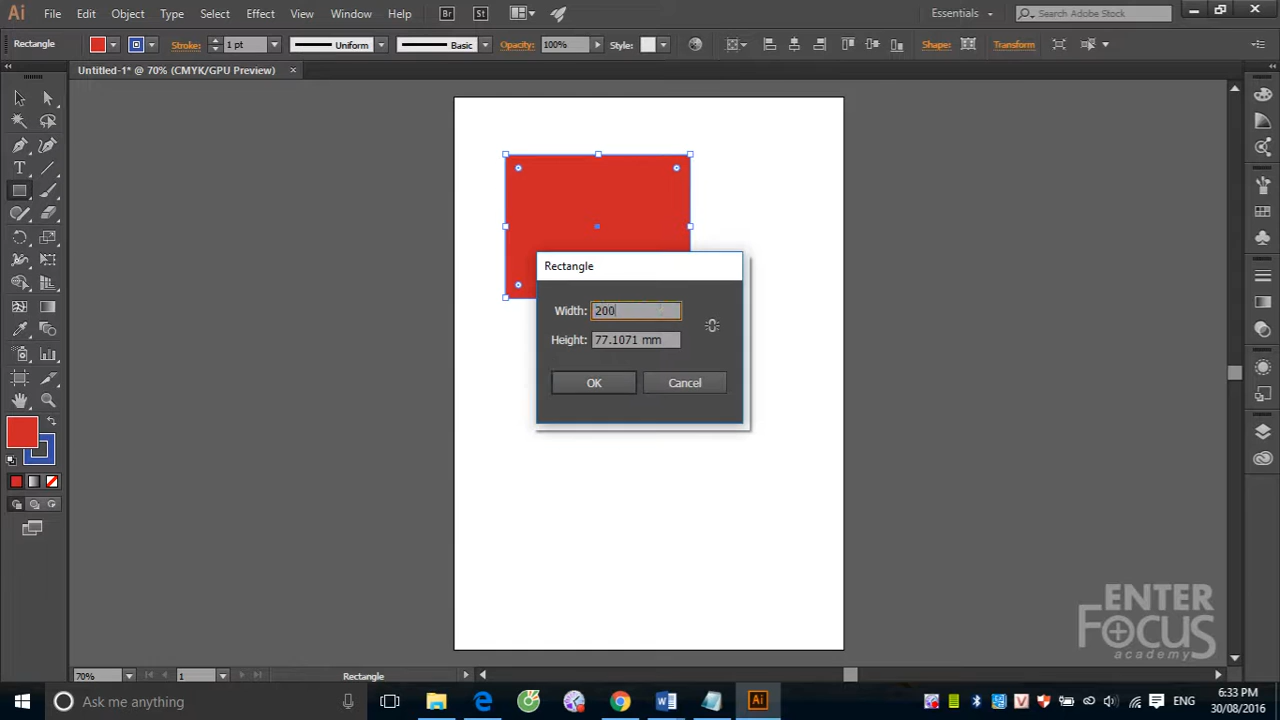 Ai File Edit Object Type Select Effect View Window Help Br St Essentials Search Adobe Stock
Rectangle Stroke: 1 pt Uniform Basic Opacity: 100% Style: Shape: Transform
Untitled-1* @ 70% (CMYK/GPU Preview) ×
T
Rectangle
Width: 200
Height: 77.1071 mm
OK Cancel
ENTER
FOCUS
academy
70% 1 Rectangle
Ask me anything Ai ENG 6:33 PM
30/08/2016